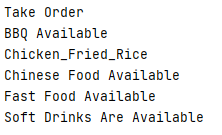 Take Order
BBQ Available
Chicken_Fried_Rice
Chinese Food Available
Fast Food Available
Soft Drinks Are Available